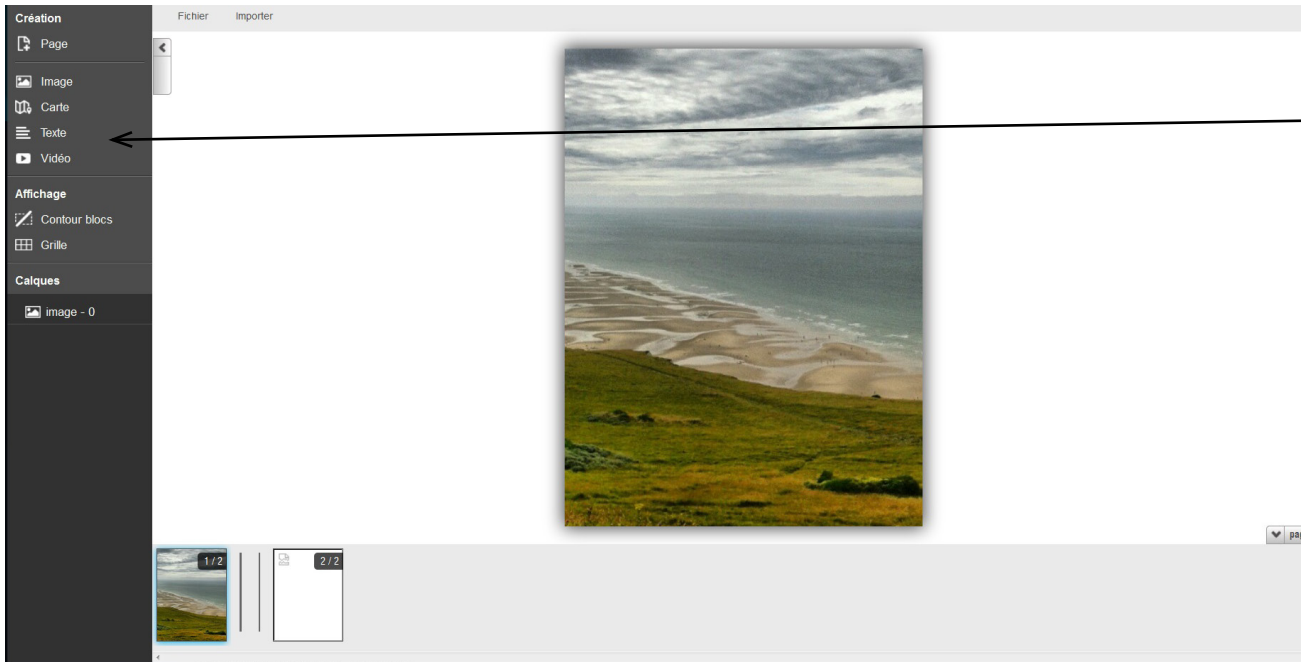 Création
Fichier Importer
Page
Image
Carte
Texte
Vidéo
Affichage
Contour blocs
Grille
Calques
image - 0
1 / 2
2 / 2